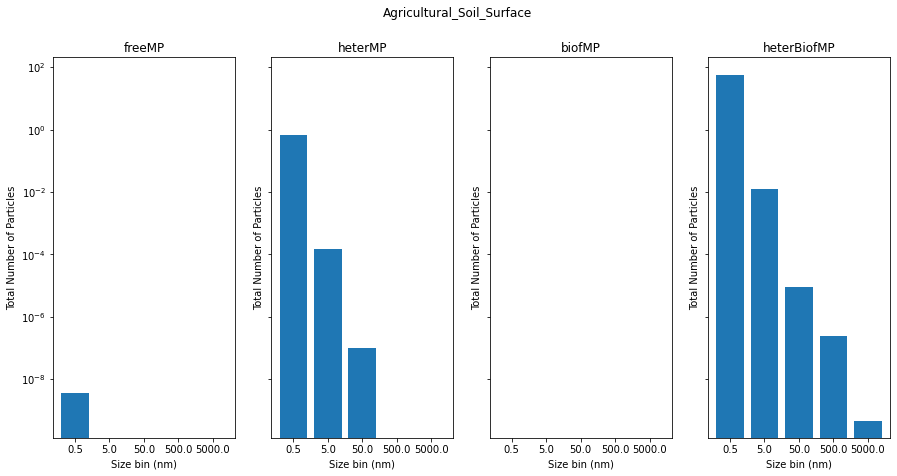 Agricultural_Soil_Surface
freeMP
heterMP
biofMP
heterBiofMP
Total Number of Particles
10²
10⁰
10⁻²
10⁻⁴
10⁻⁶
10⁻⁸
0.5 5.0 50.0 500.0 5000.0
Size bin (nm)
Total Number of Particles
0.5 5.0 50.0 500.0 5000.0
Size bin (nm)
Total Number of Particles
0.5 5.0 50.0 500.0 5000.0
Size bin (nm)
Total Number of Particles
0.5 5.0 50.0 500.0 5000.0
Size bin (nm)